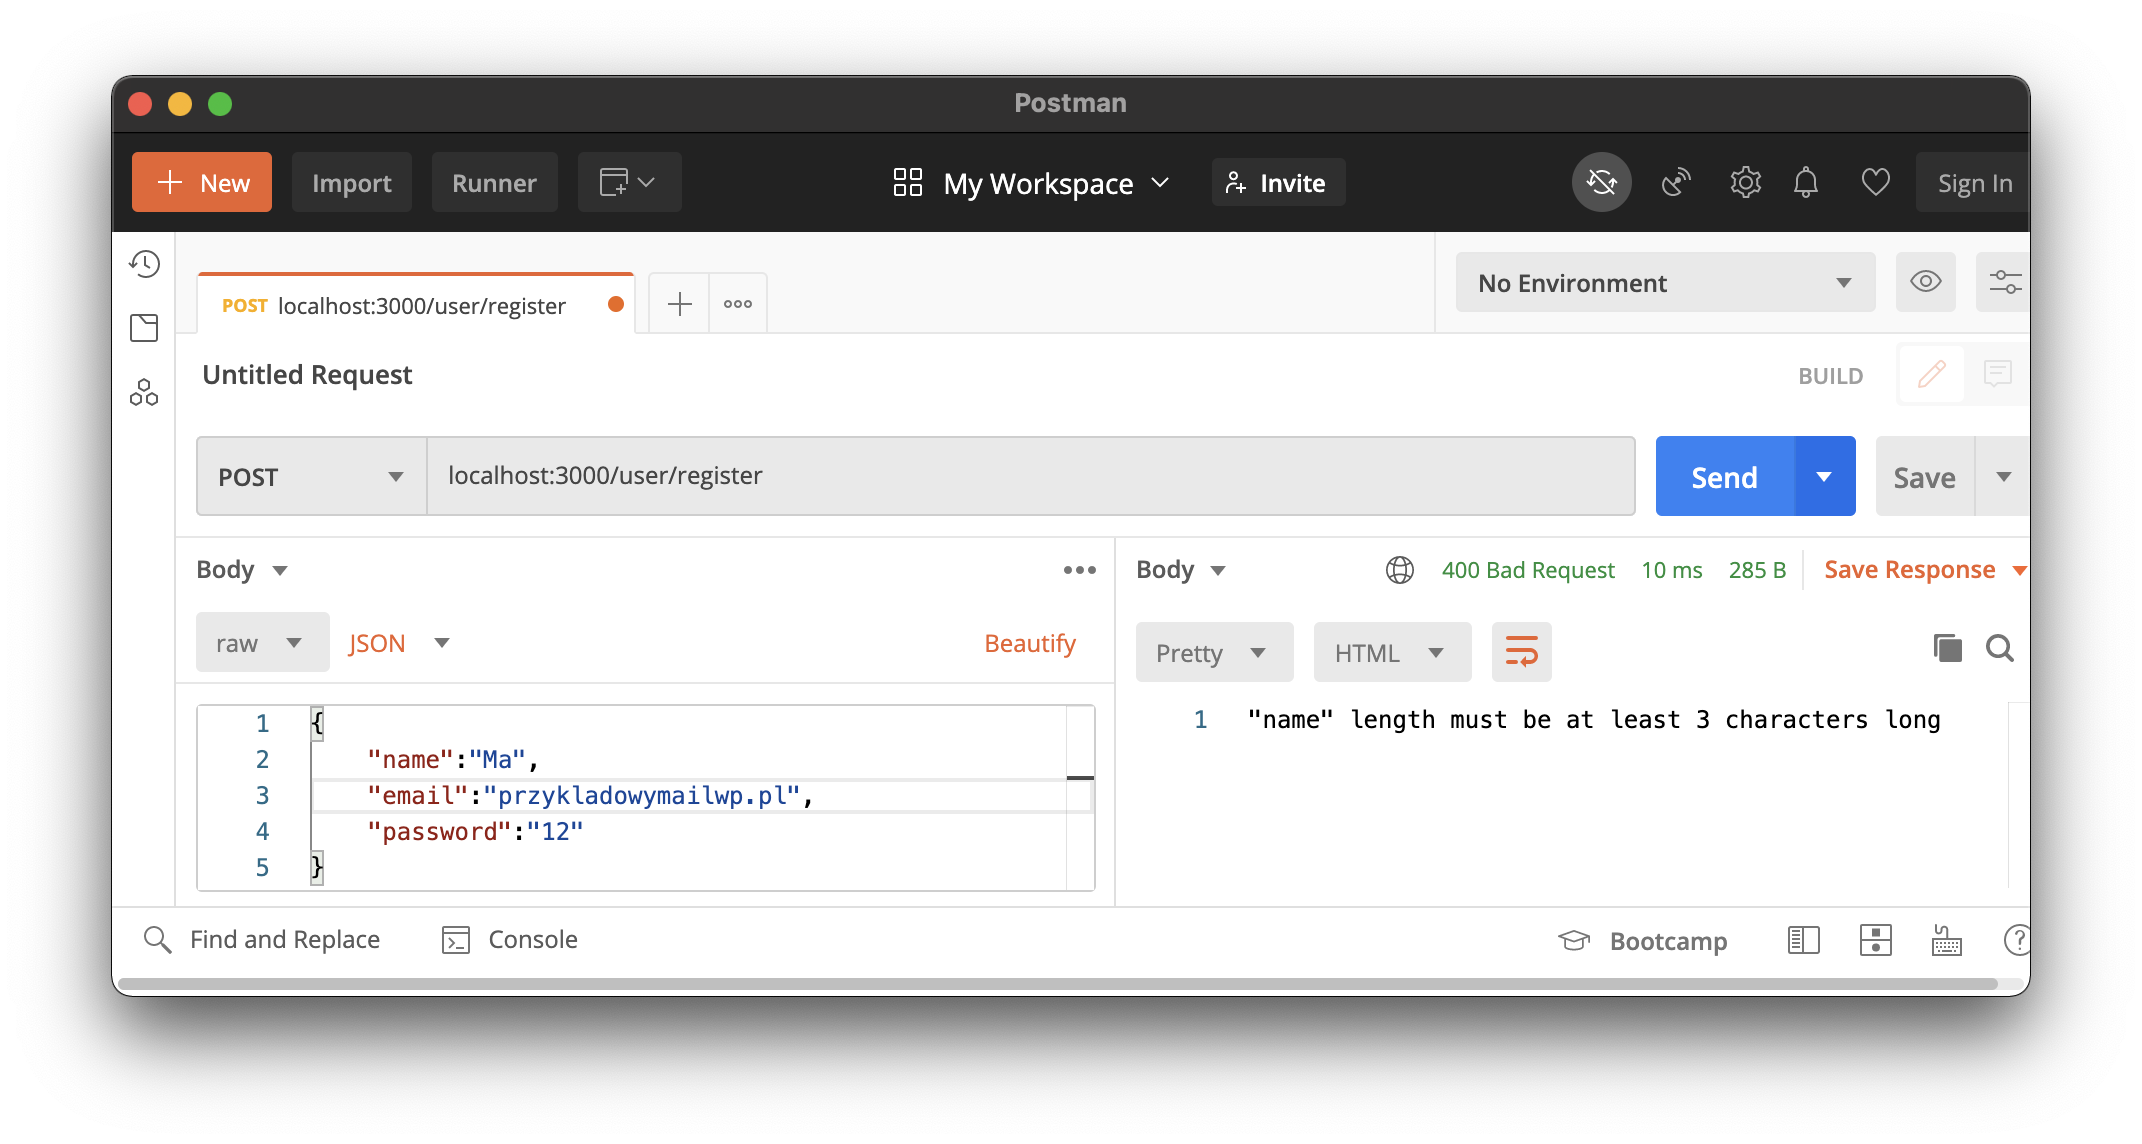 Postman
New Import Runner My Workspace Invite Sign In
POST localhost:3000/user/register No Environment
Untitled Request BUILD
POST localhost:3000/user/register Send Save
Body Body 400 Bad Request 10 ms 285 B Save Response
raw JSON Beautify Pretty HTML
1 { 1 "name" length must be at least 3 characters long
2 "name":"Ma",
3 "email":"przykladowymailwp.pl",
4 "password":"12"
5 }
Find and Replace Console Bootcamp